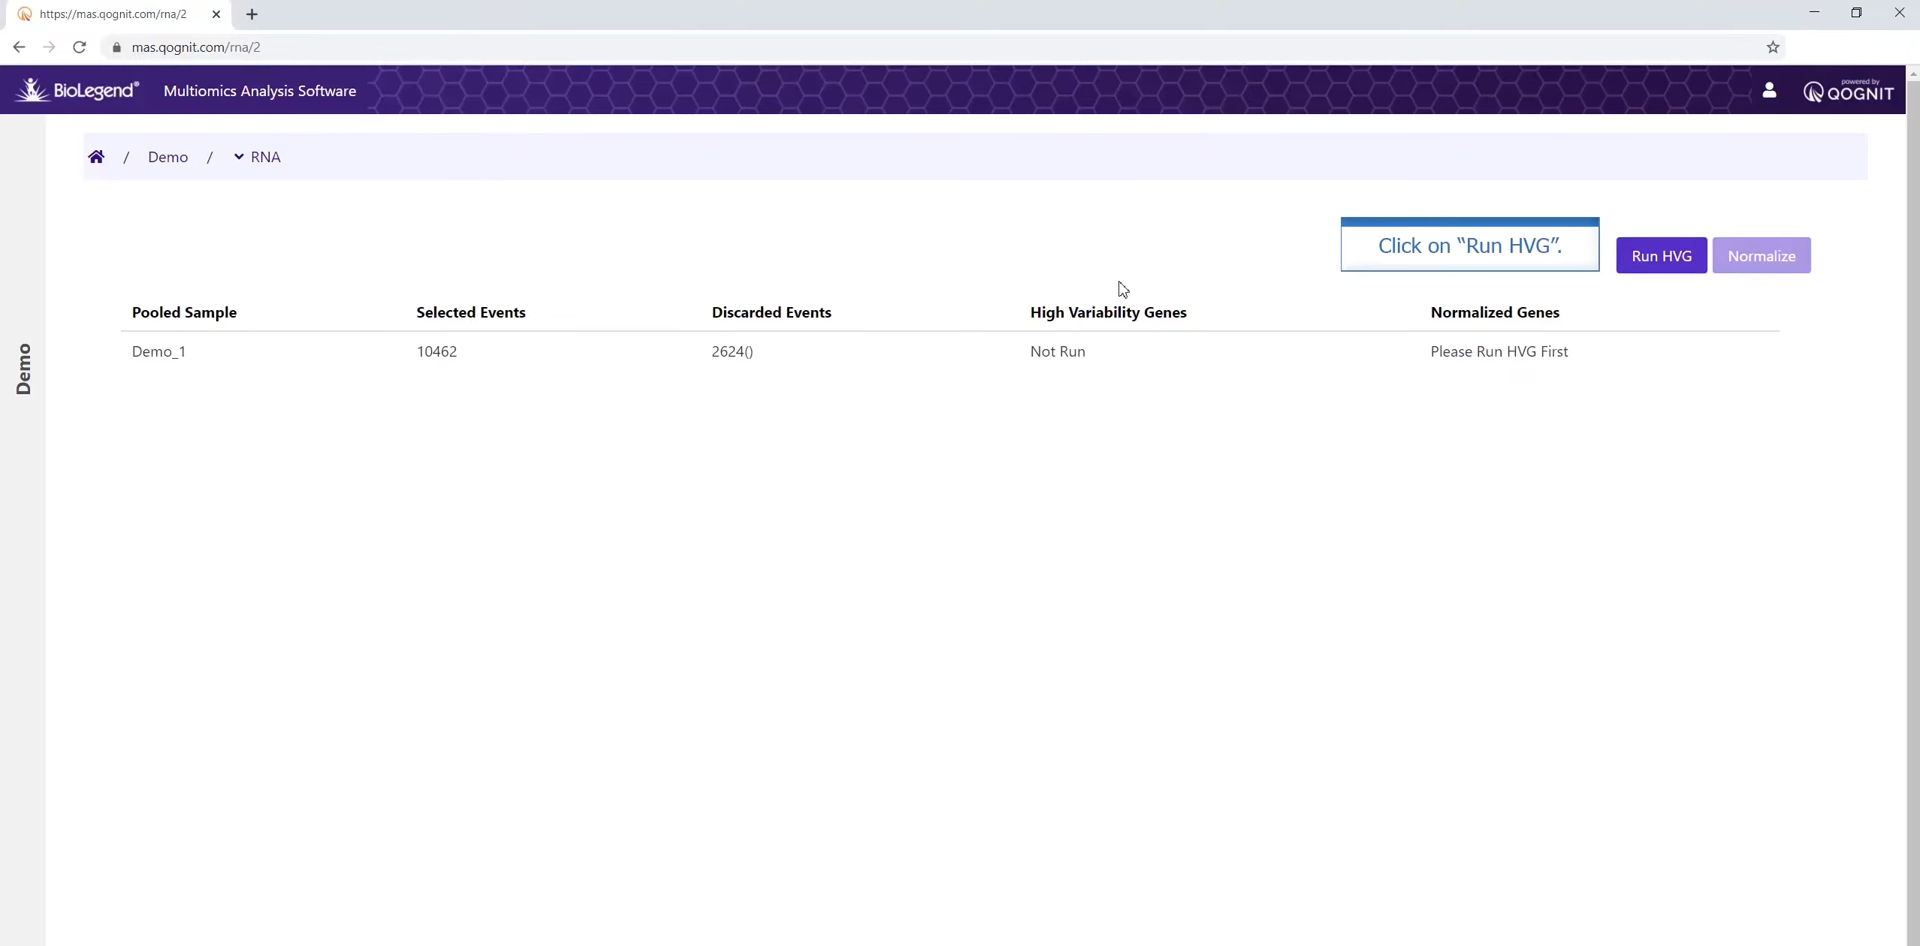 https://mas.qognit.com/rna/2
mas.qognit.com/rna/2
BioLegend® Multiomics Analysis Software powered by QOGNIT
/ Demo / RNA
Click on “Run HVG”. Run HVG Normalize
Pooled Sample Selected Events Discarded Events High Variability Genes Normalized Genes
Demo_1 10462 2624() Not Run Please Run HVG First
Demo